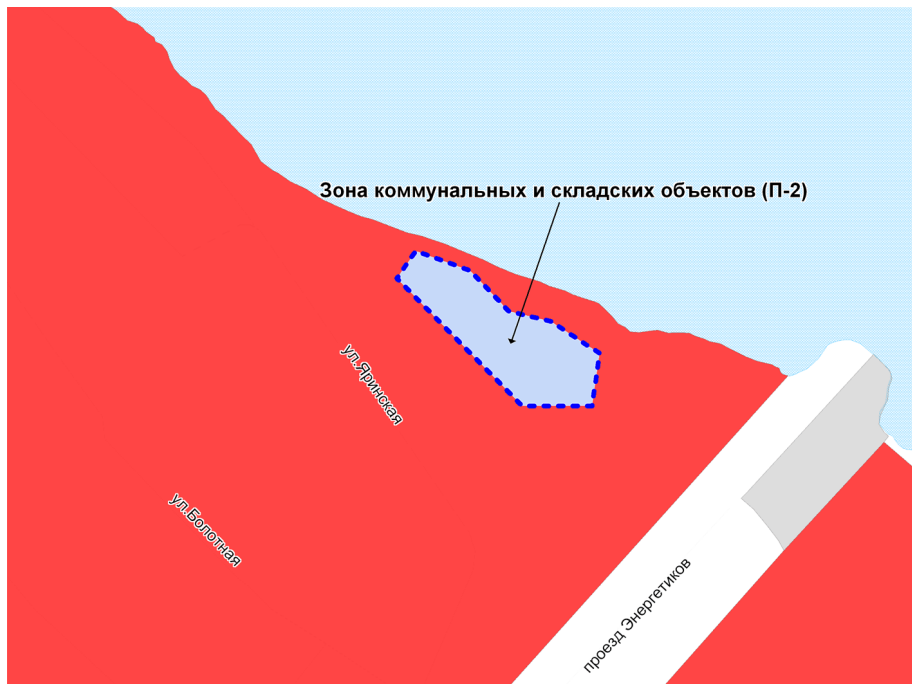 Зона коммунальных и складских объектов (П-2)
ул.Яринская
ул.Болотная
проезд Энергетиков